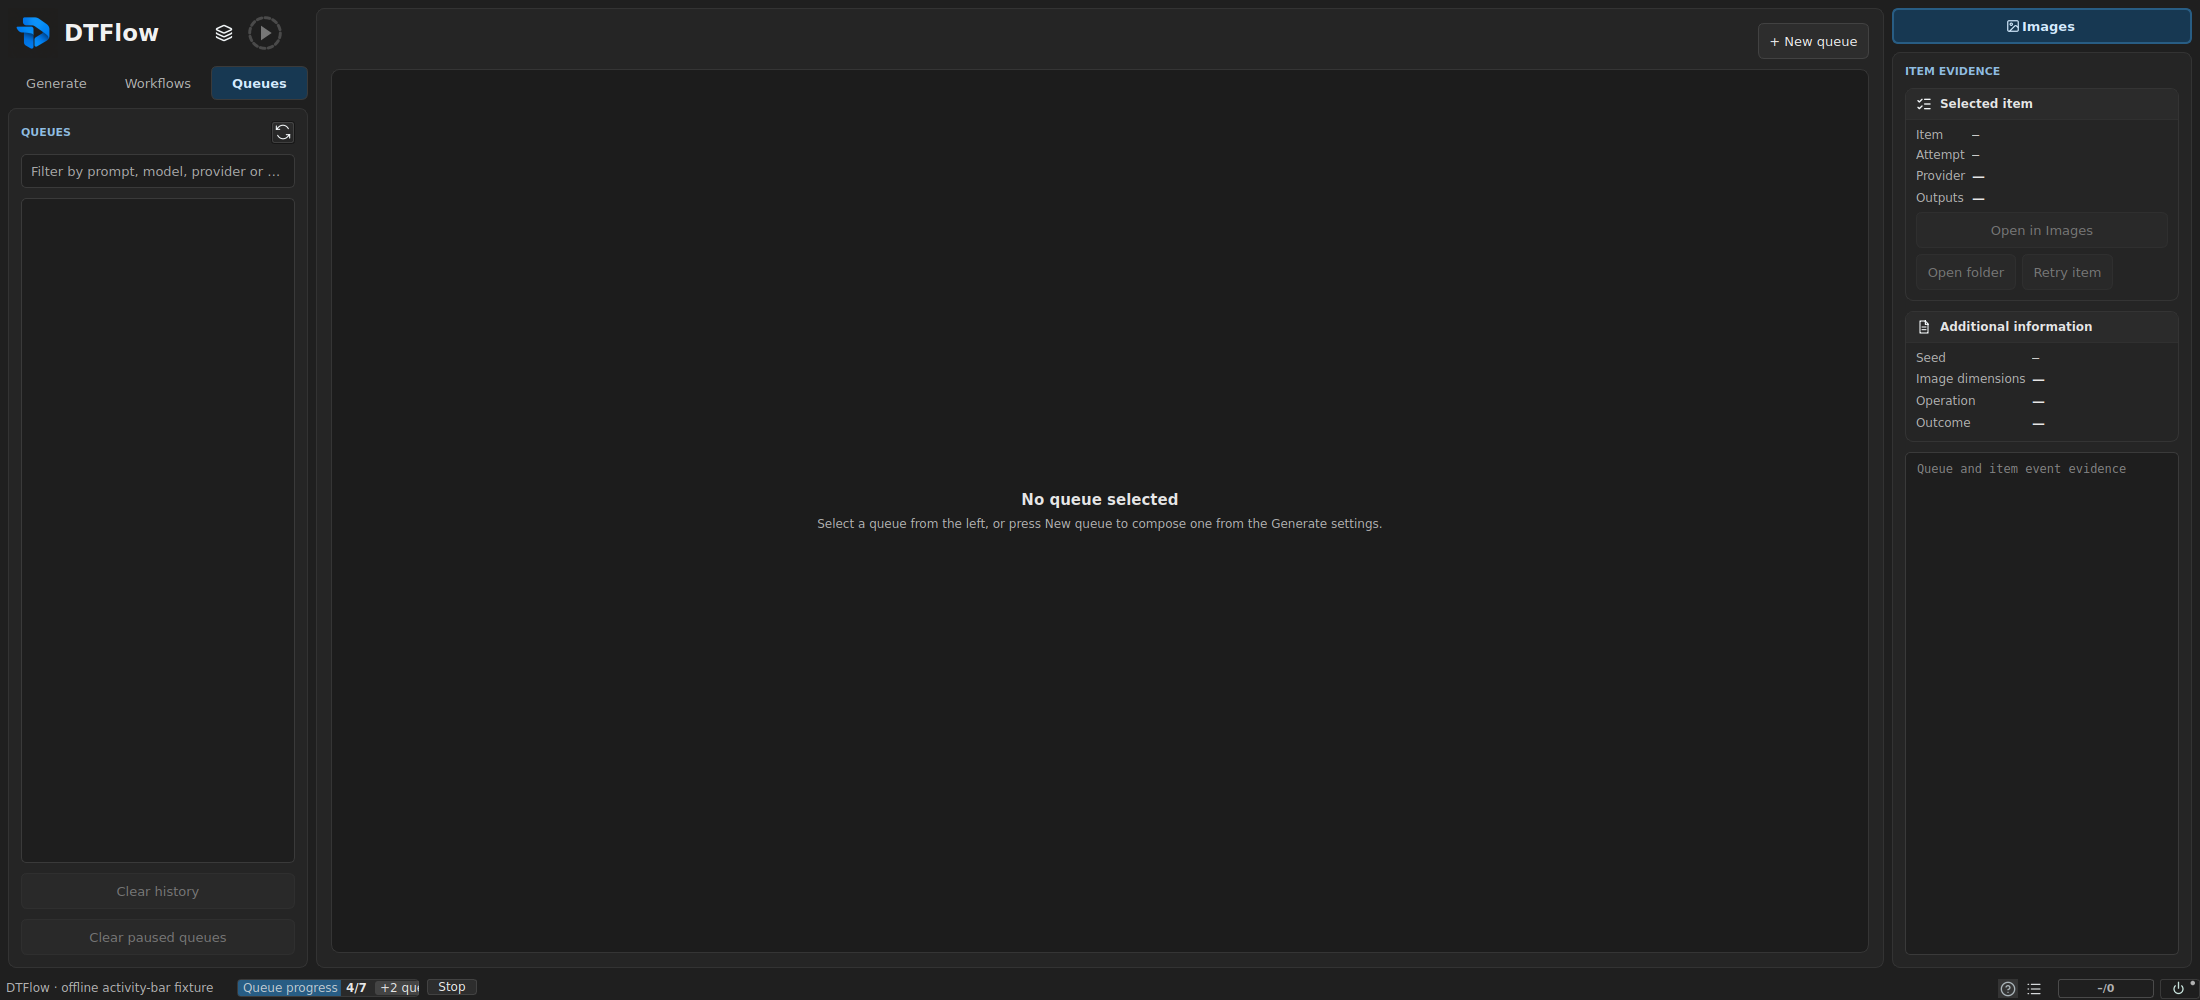 DTFlow
Generate
Workflows
Queues
QUEUES
Filter by prompt, model, provider or ...
Clear history
Clear paused queues
+ New queue
No queue selected
Select a queue from the left, or press New queue to compose one from the Generate settings.
Images
ITEM EVIDENCE
Selected item
Item –
Attempt –
Provider —
Outputs —
Open in Images
Open folder
Retry item
Additional information
Seed –
Image dimensions —
Operation —
Outcome —
Queue and item event evidence
DTFlow · offline activity-bar fixture
Queue progress 4/7 +2 que
Stop
–/0